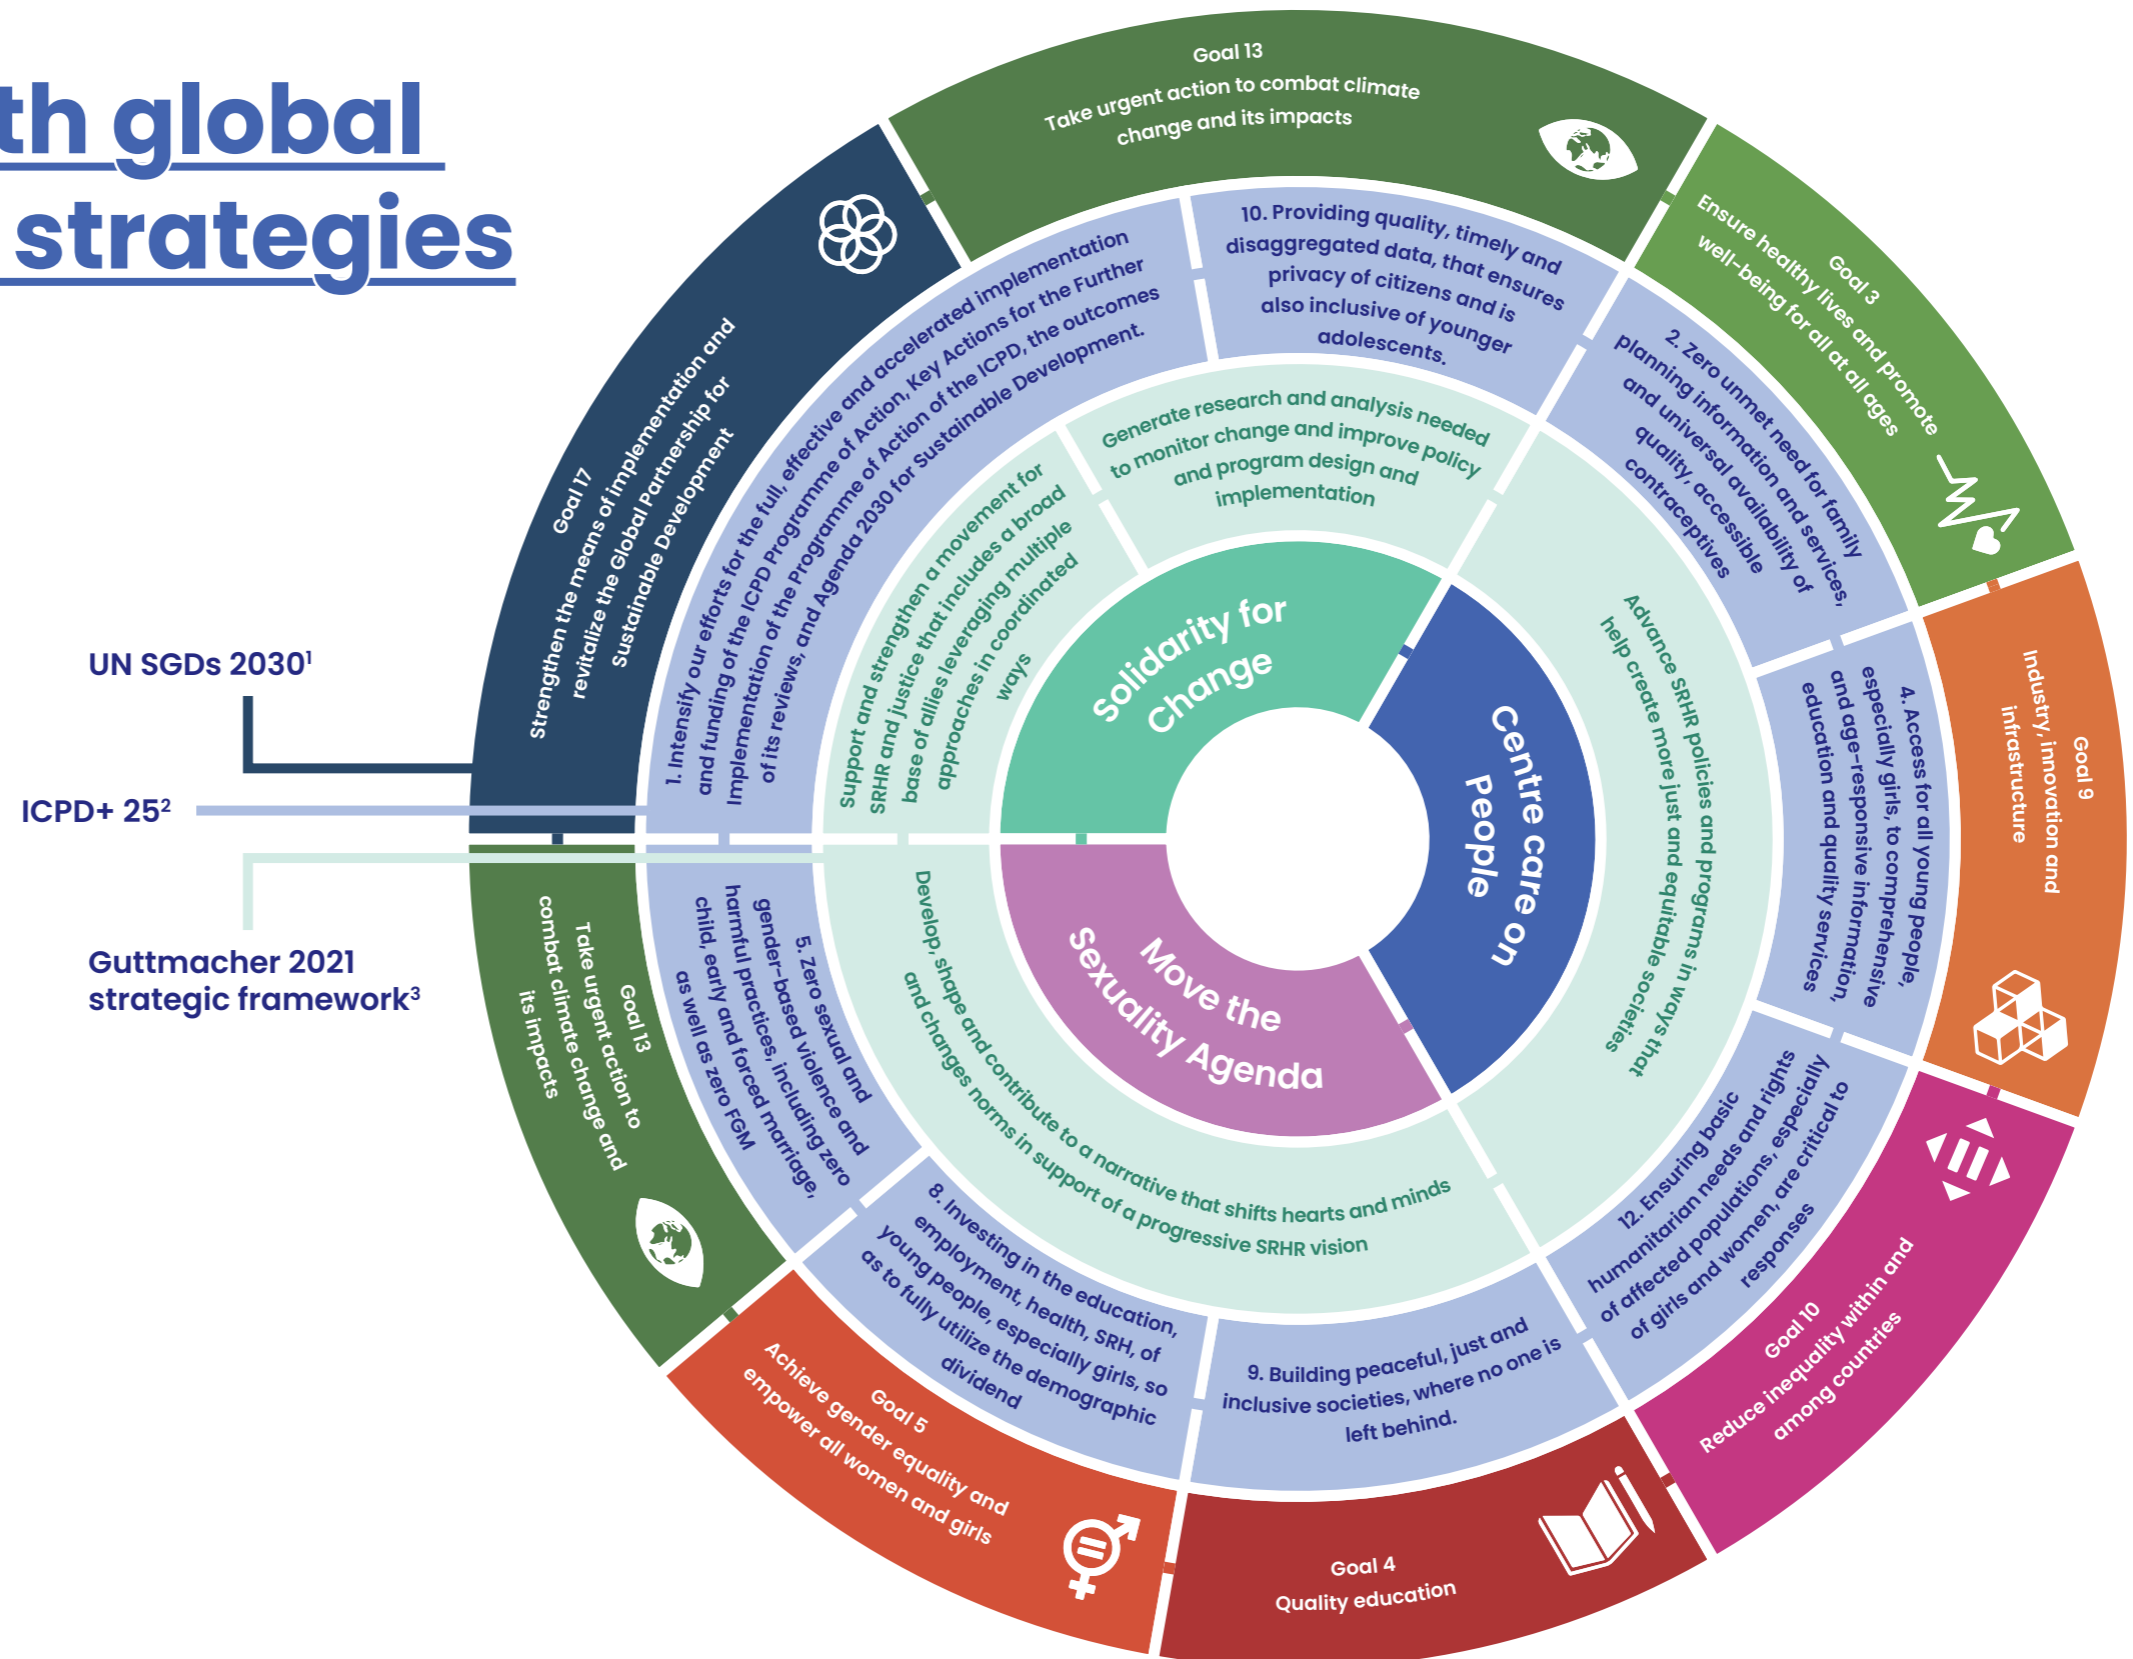 th global
strategies
UN SGDs 2030¹
ICPD+ 25²
Guttmacher 2021
strategic framework³
Goal 13
Take urgent action to combat climate
change and its impacts
Goal 3
Ensure healthy lives and promote
well-being for all at all ages
Goal 9
Industry, innovation and
infrastructure
Goal 10
Reduce inequality within and
among countries
Goal 4
Quality education
Goal 5
Achieve gender equality and
empower all women and girls
Goal 13
Take urgent action to
combat climate change and
its impacts
Goal 17
Strengthen the means of implementation and
revitalize the Global Partnership for
Sustainable Development
1. Intensify our efforts for the full, effective and accelerated implementation
and funding of the ICPD Programme of Action, Key Actions for the Further
Implementation of the Programme of Action of the ICPD, the outcomes
of its reviews, and Agenda 2030 for Sustainable Development.
10. Providing quality, timely and
disaggregated data, that ensures
privacy of citizens and is
also inclusive of younger
adolescents.
2. Zero unmet need for family
planning information and services,
and universal availability of
quality, accessible
contraceptives
4. Access for all young people,
especially girls, to comprehensive
and age-responsive information,
education and quality services
12. Ensuring basic
humanitarian needs and rights
of affected populations, especially
of girls and women, are critical to
responses
9. Building peaceful, just and
inclusive societies, where no one is
left behind.
8. Investing in the education,
employment, health, SRH, of
young people, especially girls, so
as to fully utilize the demographic
dividend
5. Zero sexual and
gender-based violence and
harmful practices, including zero
child, early and forced marriage,
as well as zero FGM
Support and strengthen a movement for
SRHR and justice that includes a broad
base of allies leveraging multiple
approaches in coordinated
ways
Generate research and analysis needed
to monitor change and improve policy
and program design and
implementation
Advance SRHR policies and programs in ways that
help create more just and equitable societies
Develop, shape and contribute to a narrative that shifts hearts and minds
and changes norms in support of a progressive SRHR vision
Solidarity for
Change
Centre care on
People
Move the
Sexuality Agenda